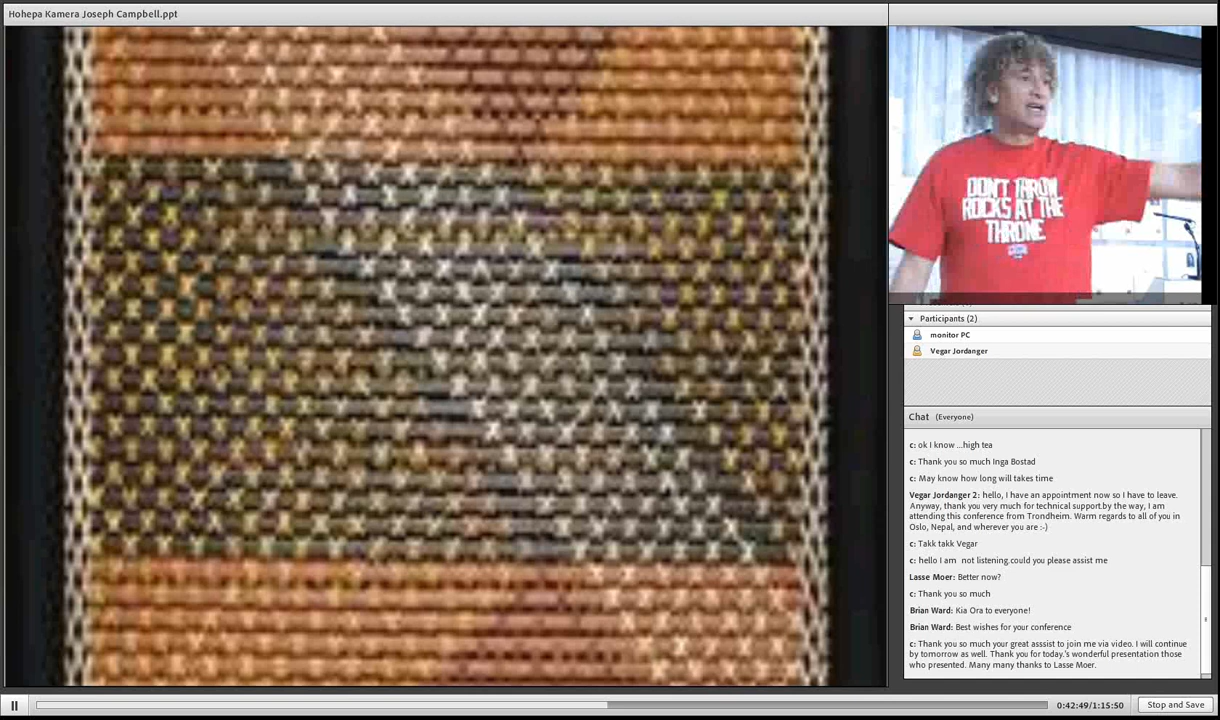 Hohepa Kamera Joseph Campbell.ppt
DON'T THROW
ROCKS AT THE
THRONE.
Participants (2)
monitor PC
Vegar Jordanger
Chat (Everyone)
c: ok I know ...high tea
c: Thank you so much Inga Bostad
c: May know how long will takes time
Vegar Jordanger 2: hello, I have an appointment now so I have to leave.
Anyway, thank you very much for technical support.by the way, I am
attending this conference from Trondheim. Warm regards to all of you in
Oslo, Nepal, and wherever you are :-)
c: Takk takk Vegar
c: hello I am not listening.could you please assist me
Lasse Moer: Better now?
c: Thank you so much
Brian Ward: Kia Ora to everyone!
Brian Ward: Best wishes for your conference
c: Thank you so much your great asssist to join me via video. I will continue
by tomorrow as well. Thank you for today.'s wonderful presentation those
who presented. Many many thanks to Lasse Moer.
0:42:49/1:15:50
Stop and Save